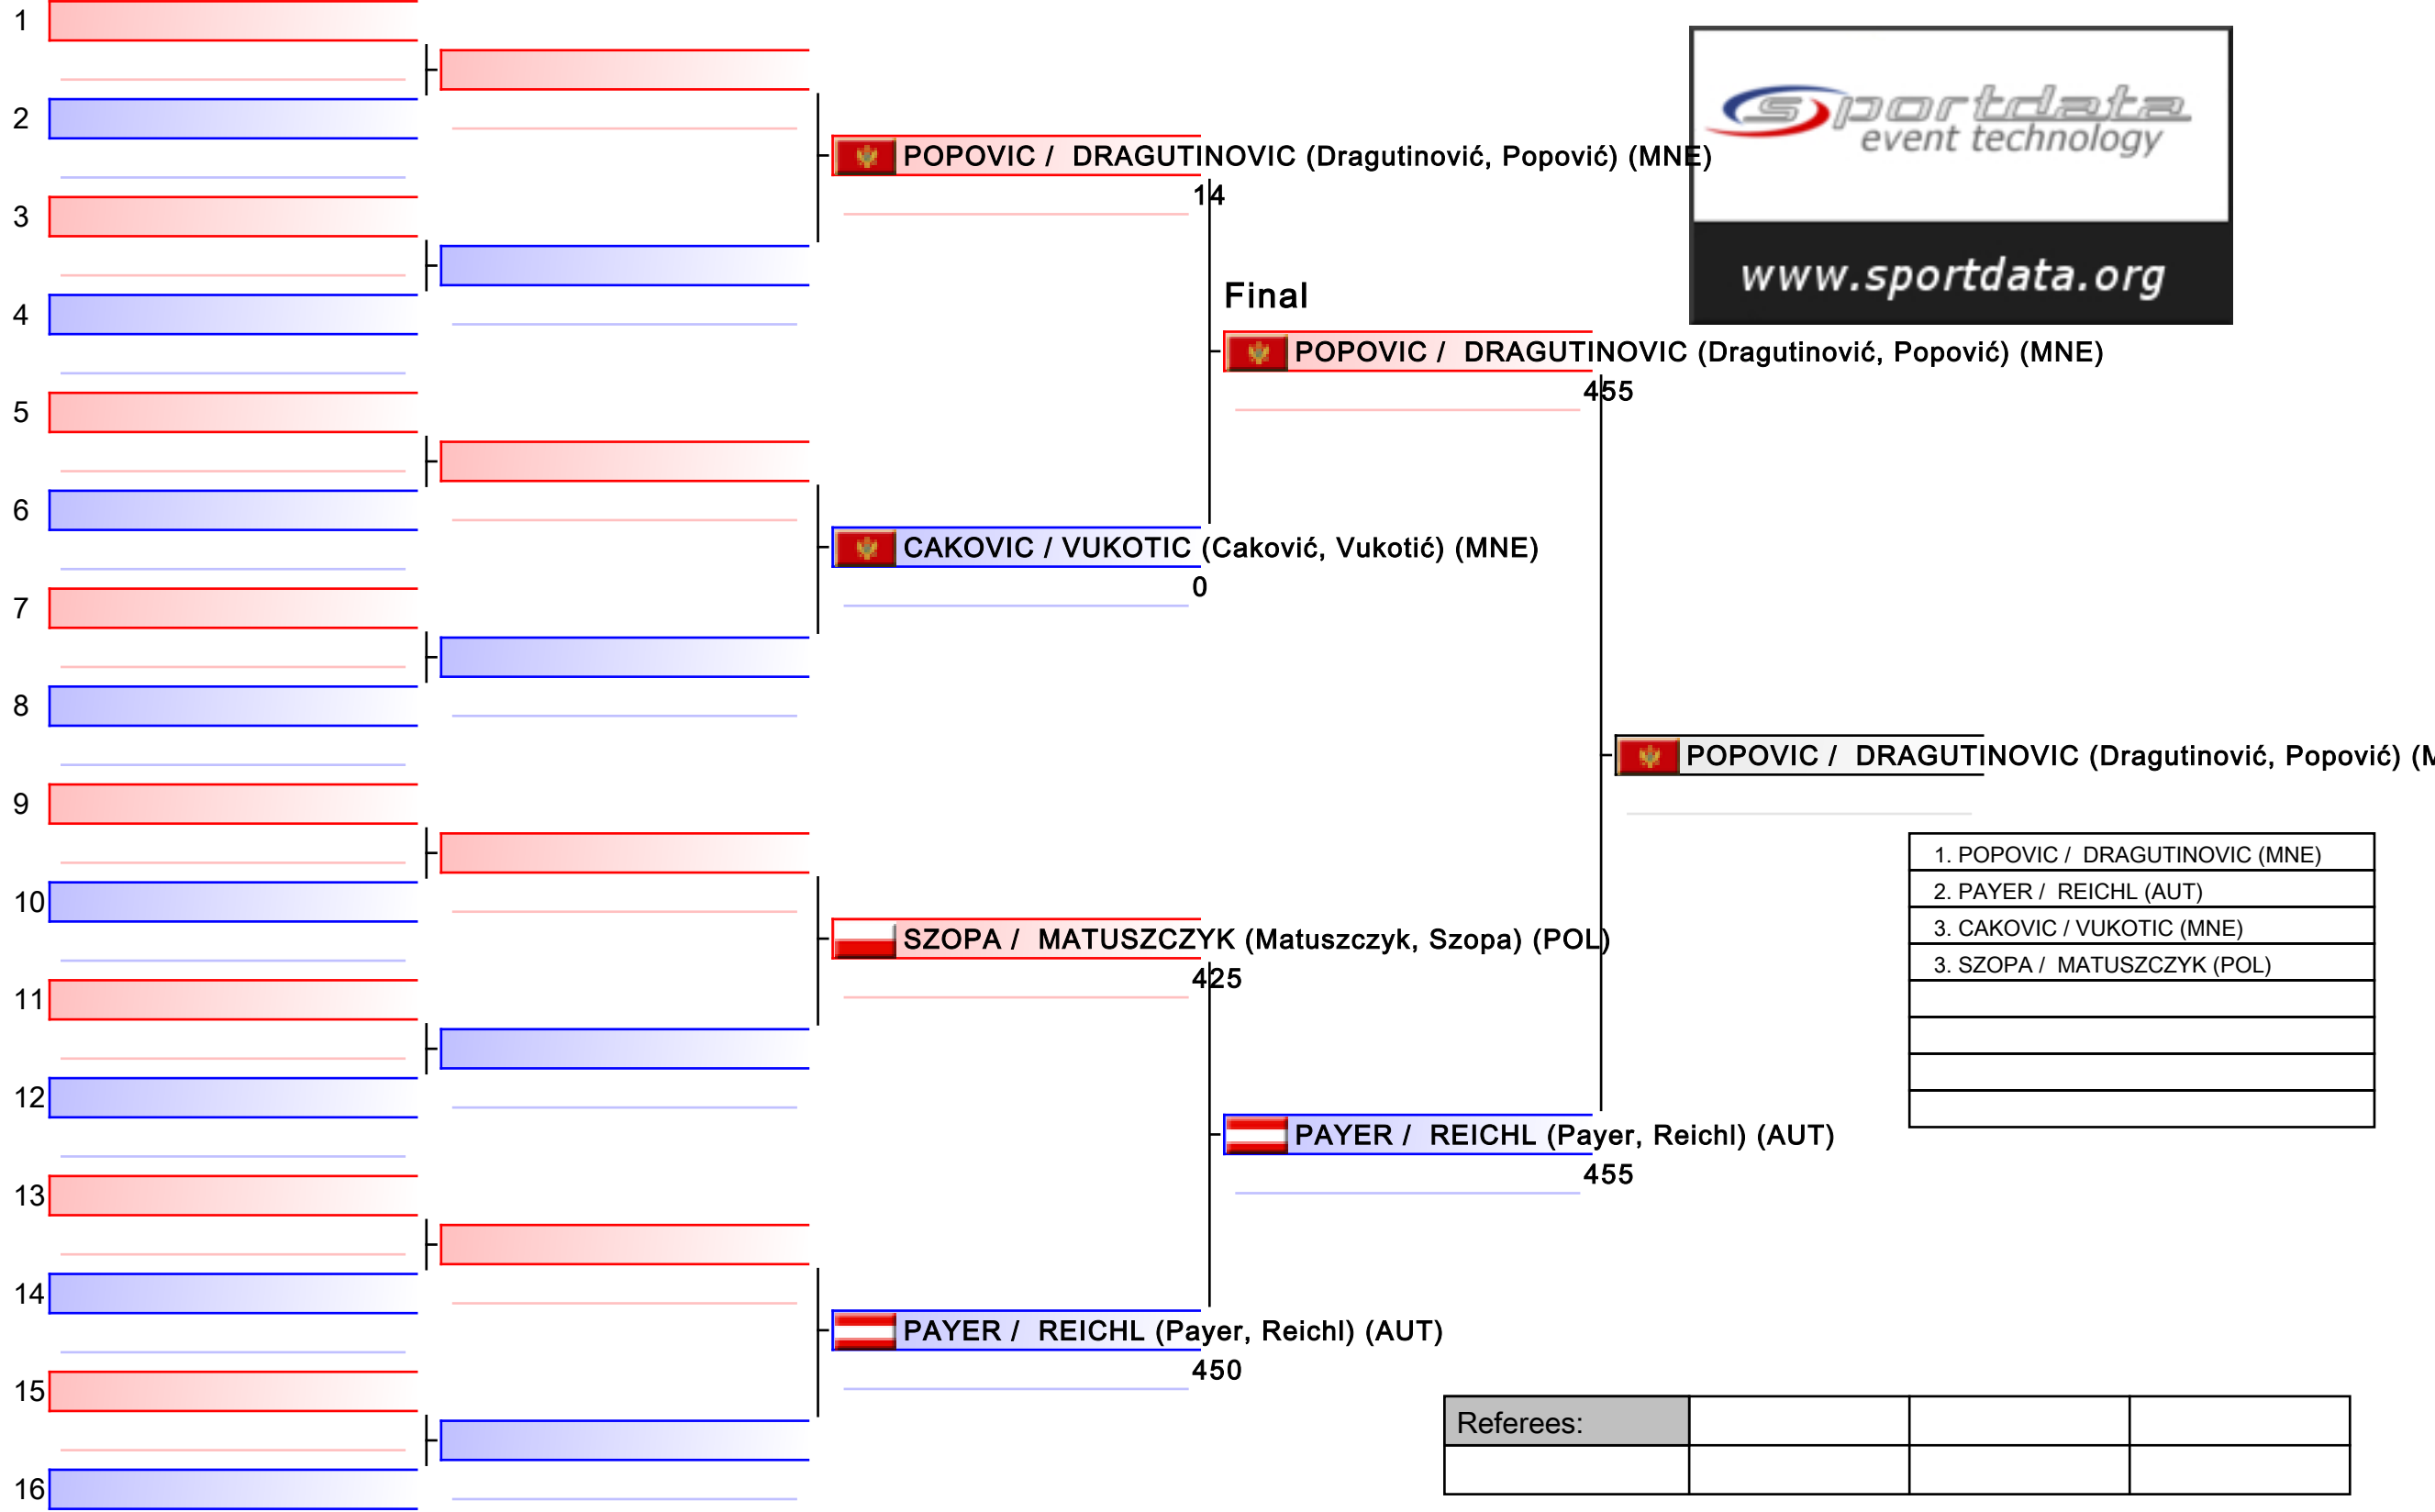 1
2
3
4
5
6
7
8
9
10
11
12
13
14
15
16
POPOVIC /  DRAGUTINOVIC (Dragutinović, Popović) (MNE)
14
CAKOVIC / VUKOTIC (Caković, Vukotić) (MNE)
0
SZOPA /  MATUSZCZYK (Matuszczyk, Szopa) (POL)
425
PAYER /  REICHL (Payer, Reichl) (AUT)
450
Final
POPOVIC /  DRAGUTINOVIC (Dragutinović, Popović) (MNE)
455
PAYER /  REICHL (Payer, Reichl) (AUT)
455
POPOVIC /  DRAGUTINOVIC (Dragutinović, Popović) (M
sportdata
event technology
www.sportdata.org
1. POPOVIC /  DRAGUTINOVIC (MNE)
2. PAYER /  REICHL (AUT)
3. CAKOVIC / VUKOTIC (MNE)
3. SZOPA /  MATUSZCZYK (POL)
Referees: